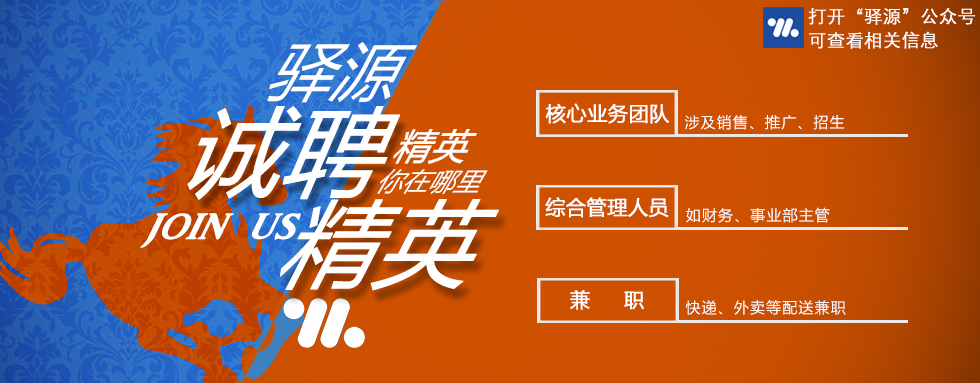 打开“驿源”公众号
可查看相关信息
驿源
诚聘
精英
你在哪里
JOIN US
精英
核心业务团队
涉及销售、推广、招生
综合管理人员
如财务、事业部主管
兼 职
快递、外卖等配送兼职